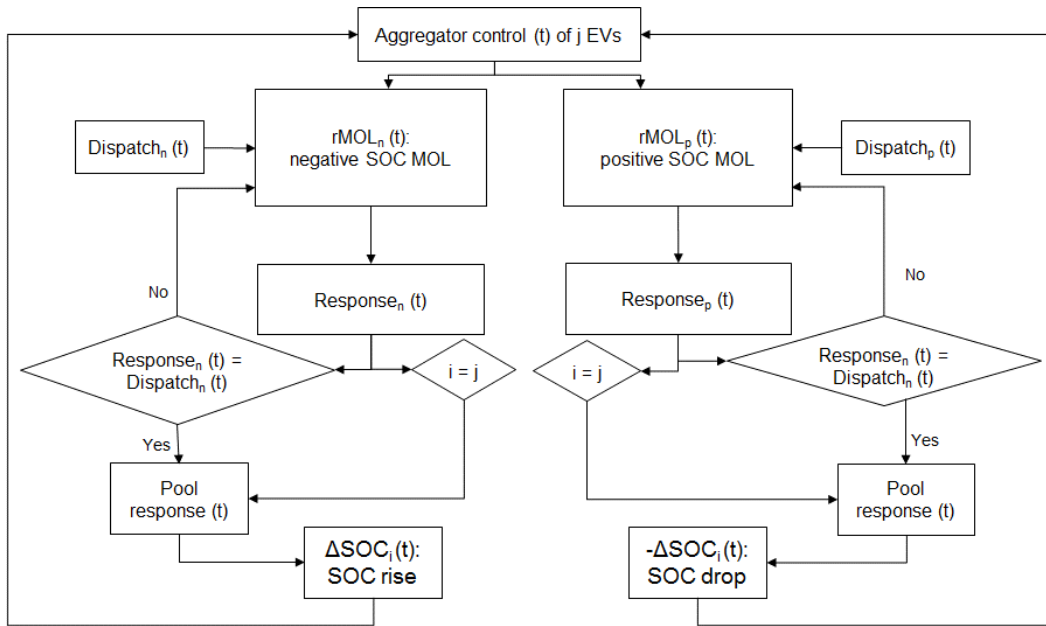 Aggregator control (t) of j EVs
Dispatchₙ (t)
rMOLₙ (t):
negative SOC MOL
rMOLₚ (t):
positive SOC MOL
Dispatchₚ (t)
No
Responseₙ (t)
Responseₚ (t)
No
Responseₙ (t) =
Dispatchₙ (t)
i = j
i = j
Responseₙ (t) =
Dispatchₙ (t)
Yes
Yes
Pool
response (t)
Pool
response (t)
ΔSOCᵢ (t):
SOC rise
-ΔSOCᵢ (t):
SOC drop